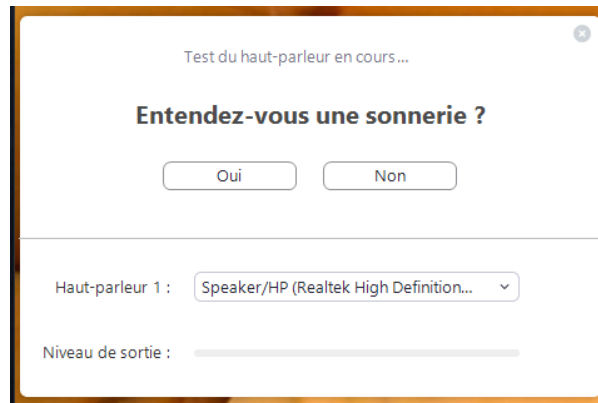 Test du haut-parleur en cours...
Entendez-vous une sonnerie ?
Oui Non
Haut-parleur 1 : Speaker/HP (Realtek High Definition...
Niveau de sortie :